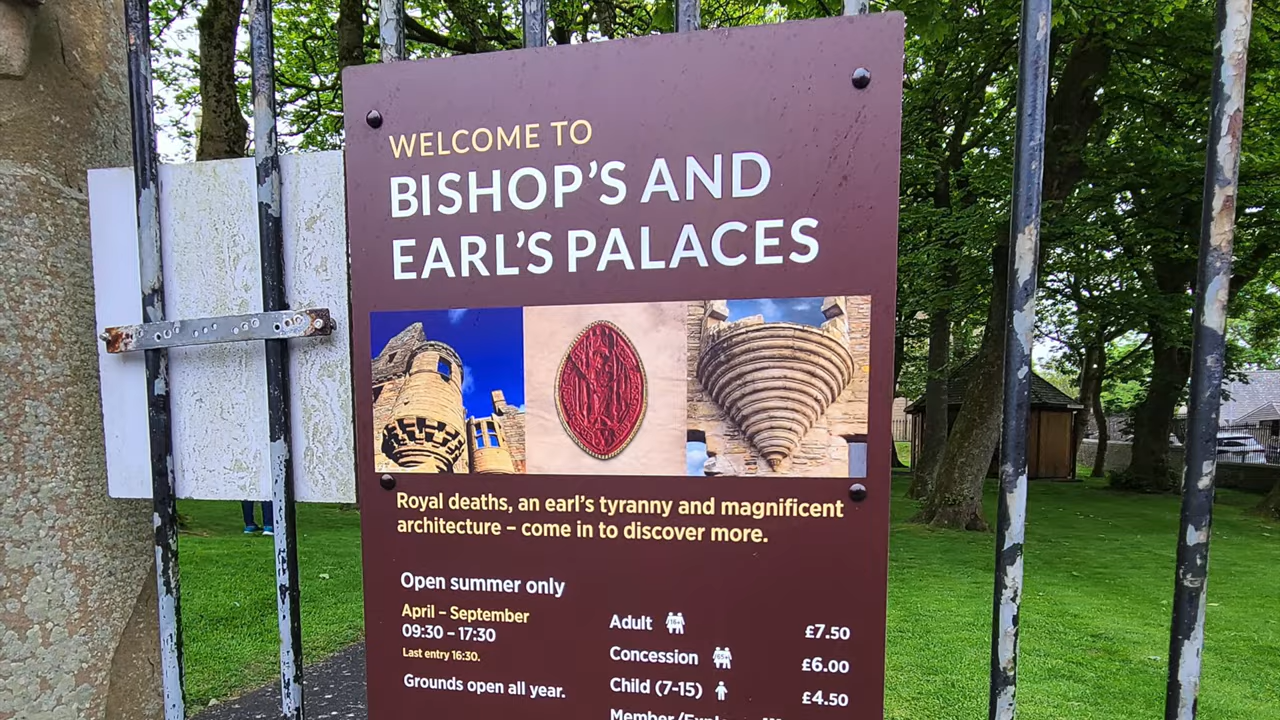 WELCOME TO
BISHOP'S AND
EARL'S PALACES
Royal deaths, an earl's tyranny and magnificent
architecture – come in to discover more.
Open summer only
April – September
09:30 – 17:30
Last entry 16:30.
Grounds open all year.
Adult 16+ £7.50
Concession 65+ £6.00
Child (7-15) £4.50